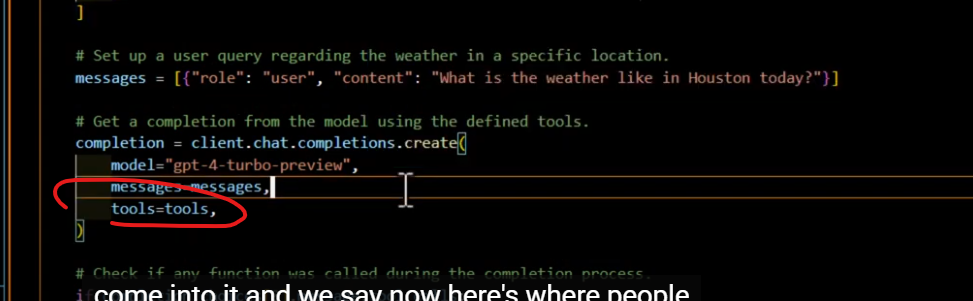 ]
# Set up a user query regarding the weather in a specific location.
messages = [{"role": "user", "content": "What is the weather like in Houston today?"}]
# Get a completion from the model using the defined tools.
completion = client.chat.completions.create(
model="gpt-4-turbo-preview",
messages=messages,
tools=tools,
)
# Check if any function was called during the completion process.
if
come into it and we say now here's where people